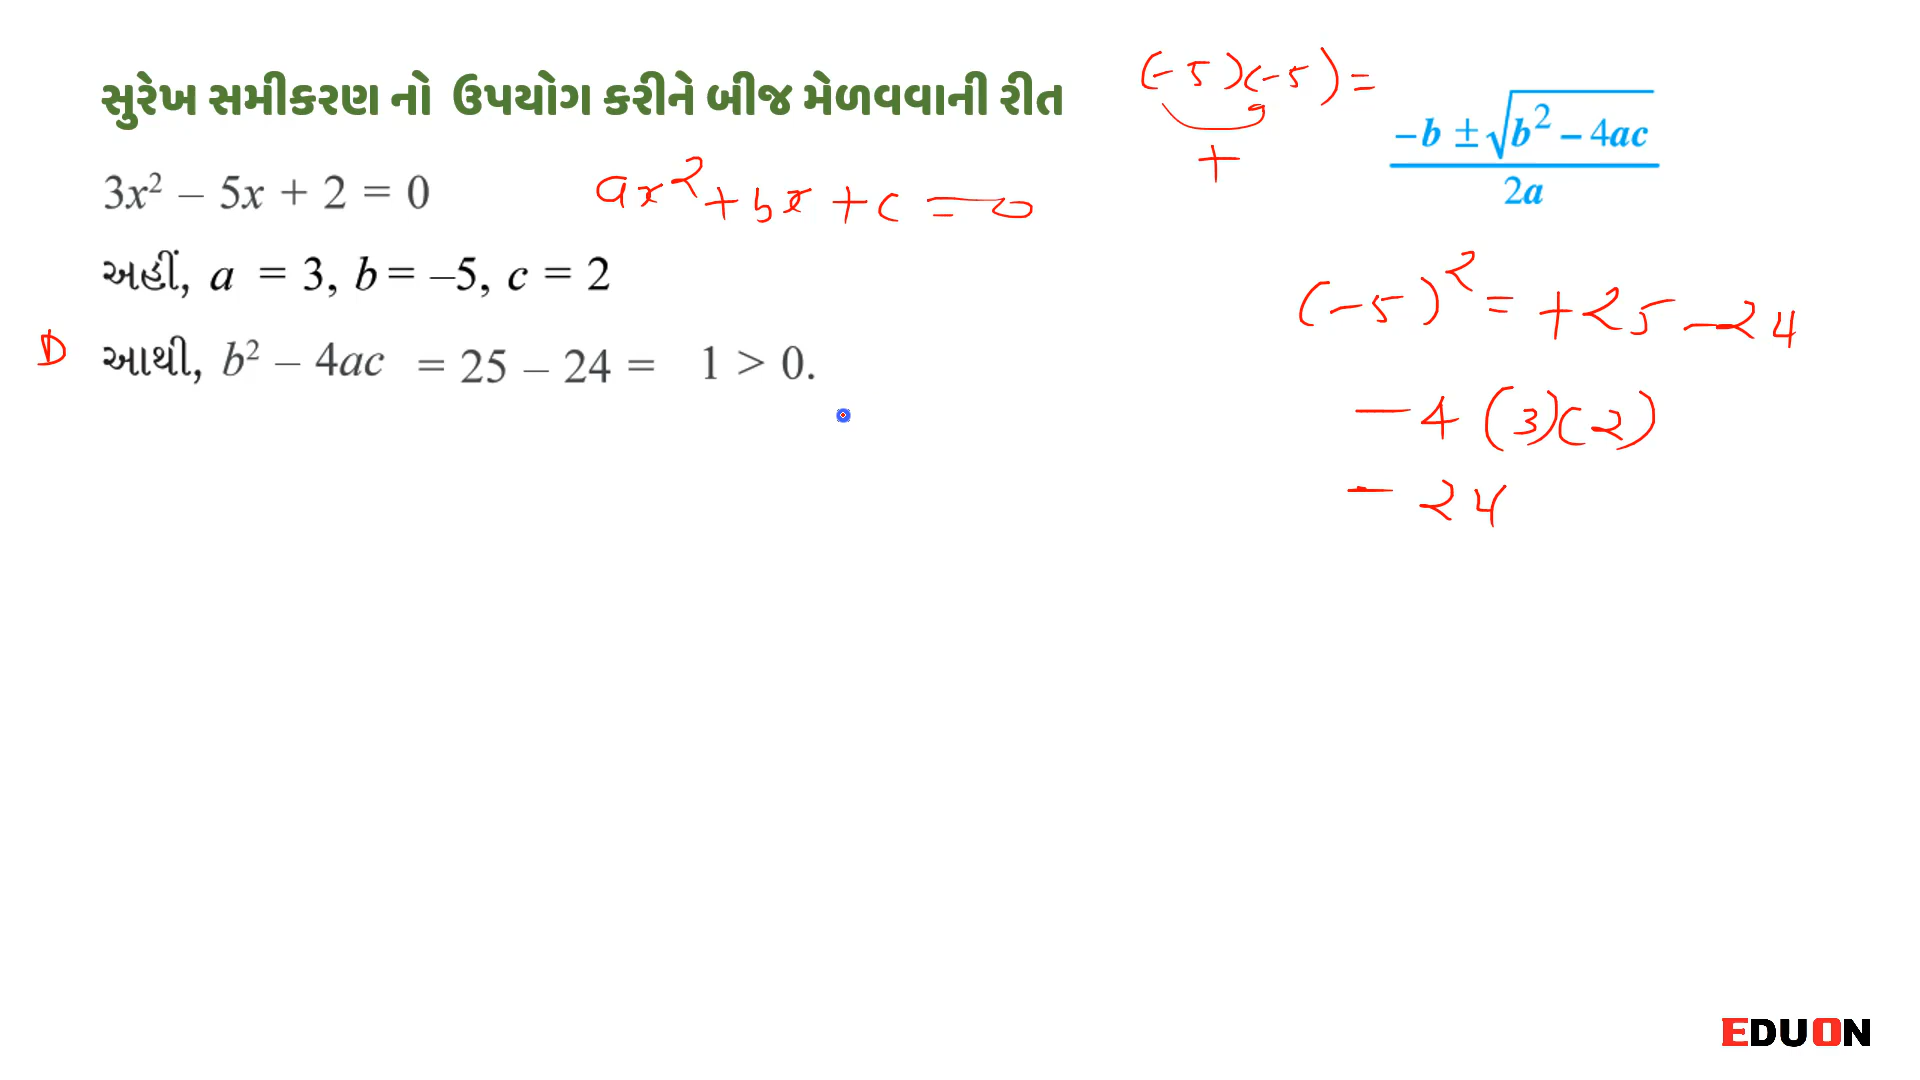 સુરેખ સમીકરણ નો ઉપયોગ કરીને બીજ મેળવવાની રીત
(-5)(-5) =
+
−b ± √b² − 4ac
2a
3x² – 5x + 2 = 0
ax² + bx + c = 0
અહીં, a = 3, b = –5, c = 2
(-5)² = +25 - 24
D આથી, b² – 4ac = 25 – 24 = 1 > 0.
- 4 (3)(2)
- 24
EDUON